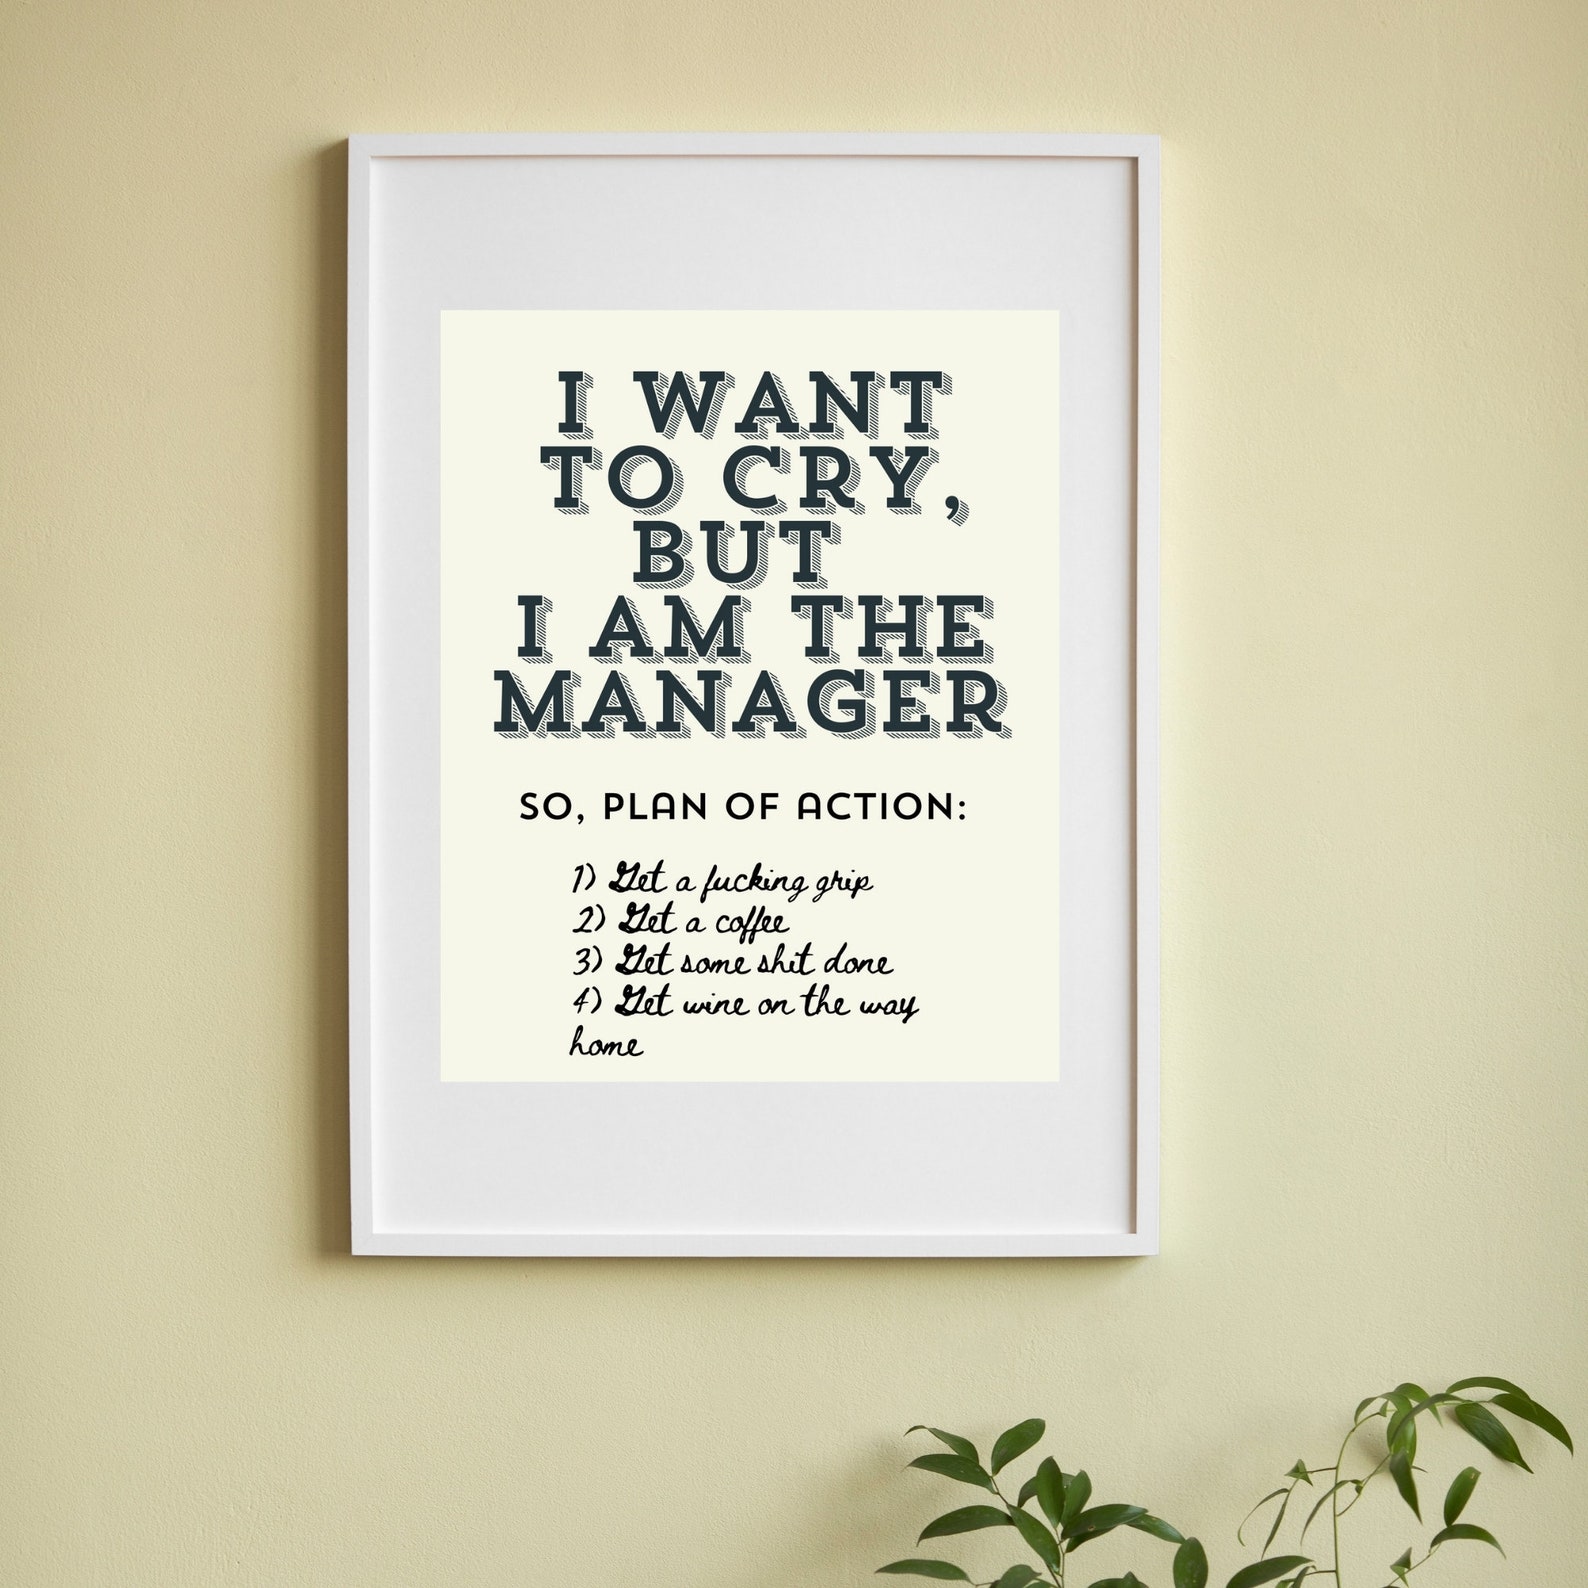 I WANT
TO CRY,
BUT
I AM THE
MANAGER
SO, PLAN OF ACTION:
1) Get a fucking grip
2) Get a coffee
3) Get some shit done
4) Get wine on the way
home